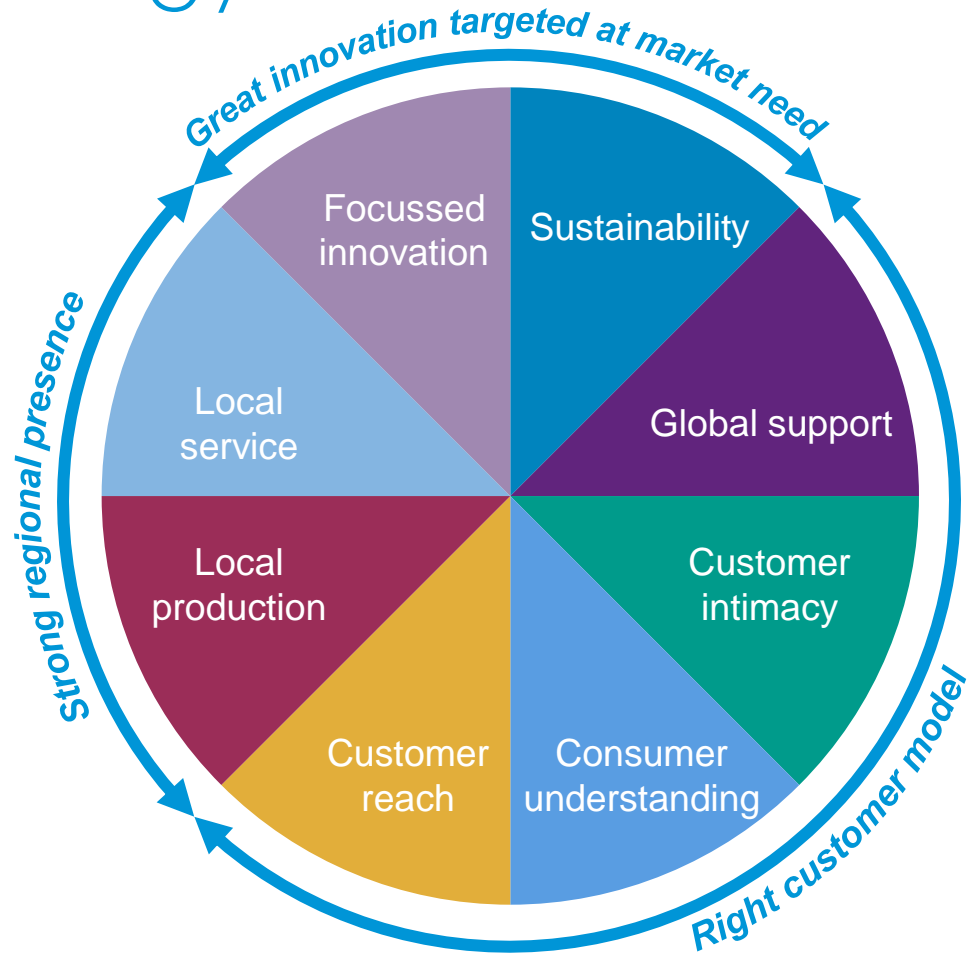 Great innovation targeted at market need
Focussed
innovation
Sustainability
Local
service
Global support
Strong regional presence
Local
production
Customer
intimacy
Customer
reach
Consumer
understanding
Right customer model